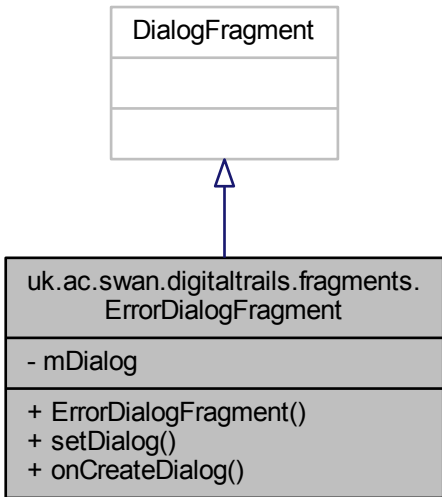 DialogFragment
uk.ac.swan.digitaltrails.fragments.
ErrorDialogFragment
- mDialog
+ ErrorDialogFragment()
+ setDialog()
+ onCreateDialog()